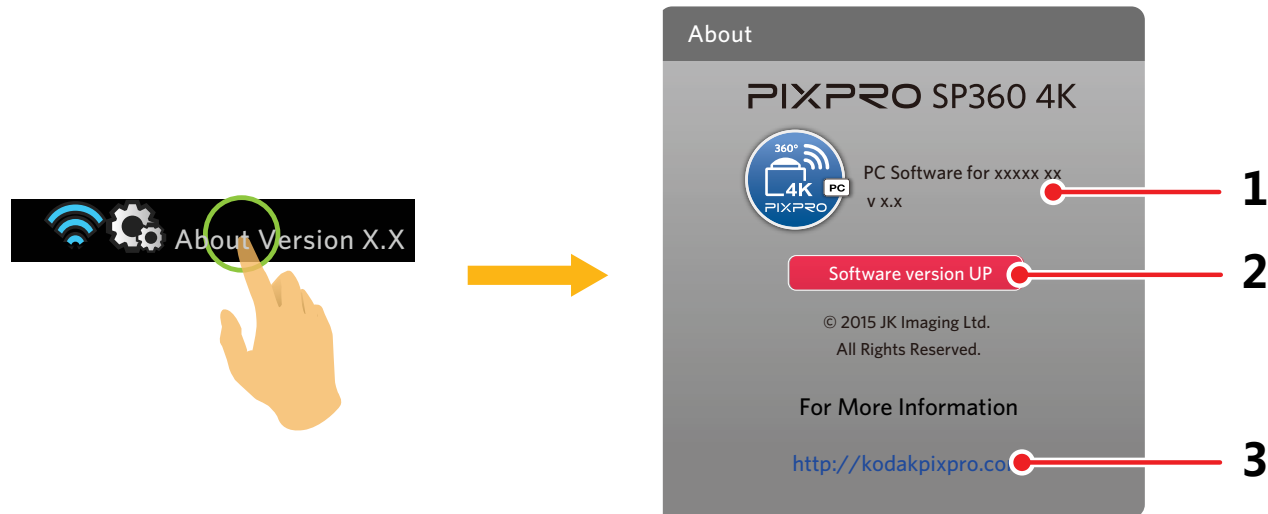 About Version X.X
About
PIXPRO SP360 4K
360°
4K
PC
PIXPRO
PC Software for xxxxx xx
v x.x
1
Software version UP
2
© 2015 JK Imaging Ltd.
All Rights Reserved.
For More Information
http://kodakpixpro.co
3